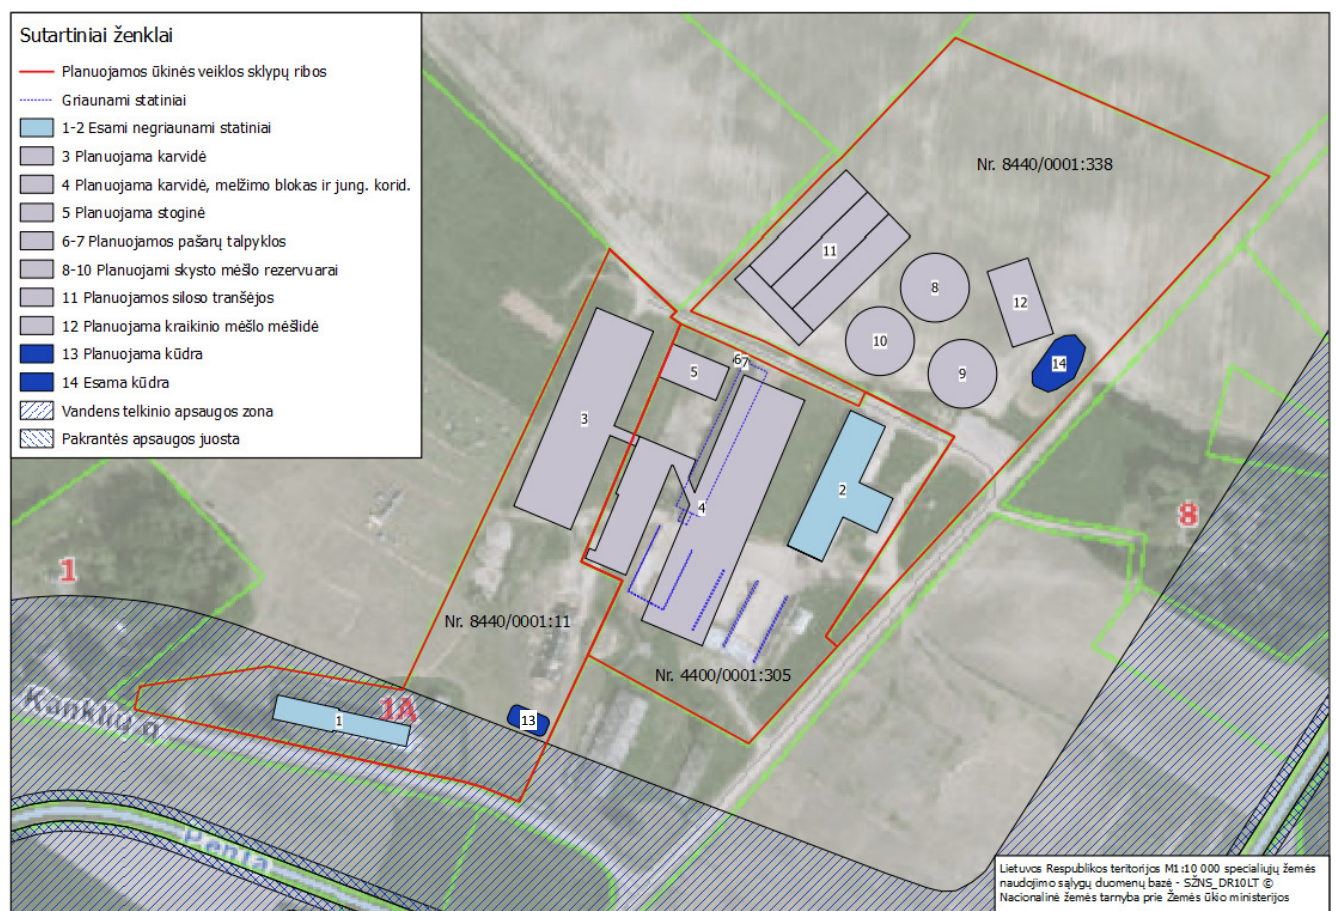 Sutartiniai ženklai
Planuojamos ūkinės veiklos sklypų ribos
Griaunami statiniai
1-2 Esami negriaunami statiniai
3 Planuojama karvidė
4 Planuojama karvidė, melžimo blokas ir jung. korid.
5 Planuojama stoginė
6-7 Planuojamos pašarų talpyklos
8-10 Planuojami skysto mėšlo rezervuarai
11 Planuojamos siloso tranšėjos
12 Planuojama kraikinio mėšlo mėšlidė
13 Planuojama kūdra
14 Esama kūdra
Vandens telkinio apsaugos zona
Pakrantės apsaugos juosta
Nr. 8440/0001:338
11
8
12
10
9
14
6
7
5
3
2
4
8
1
Nr. 8440/0001:11
Nr. 4400/0001:305
1A
1
13
Kanklių g
Penta
Lietuvos Respublikos teritorijos M1:10 000 specialiųjų žemės
naudojimo sąlygų duomenų bazė - SŽNS_DR10LT ©
Nacionalinė žemės tarnyba prie Žemės ūkio ministerijos